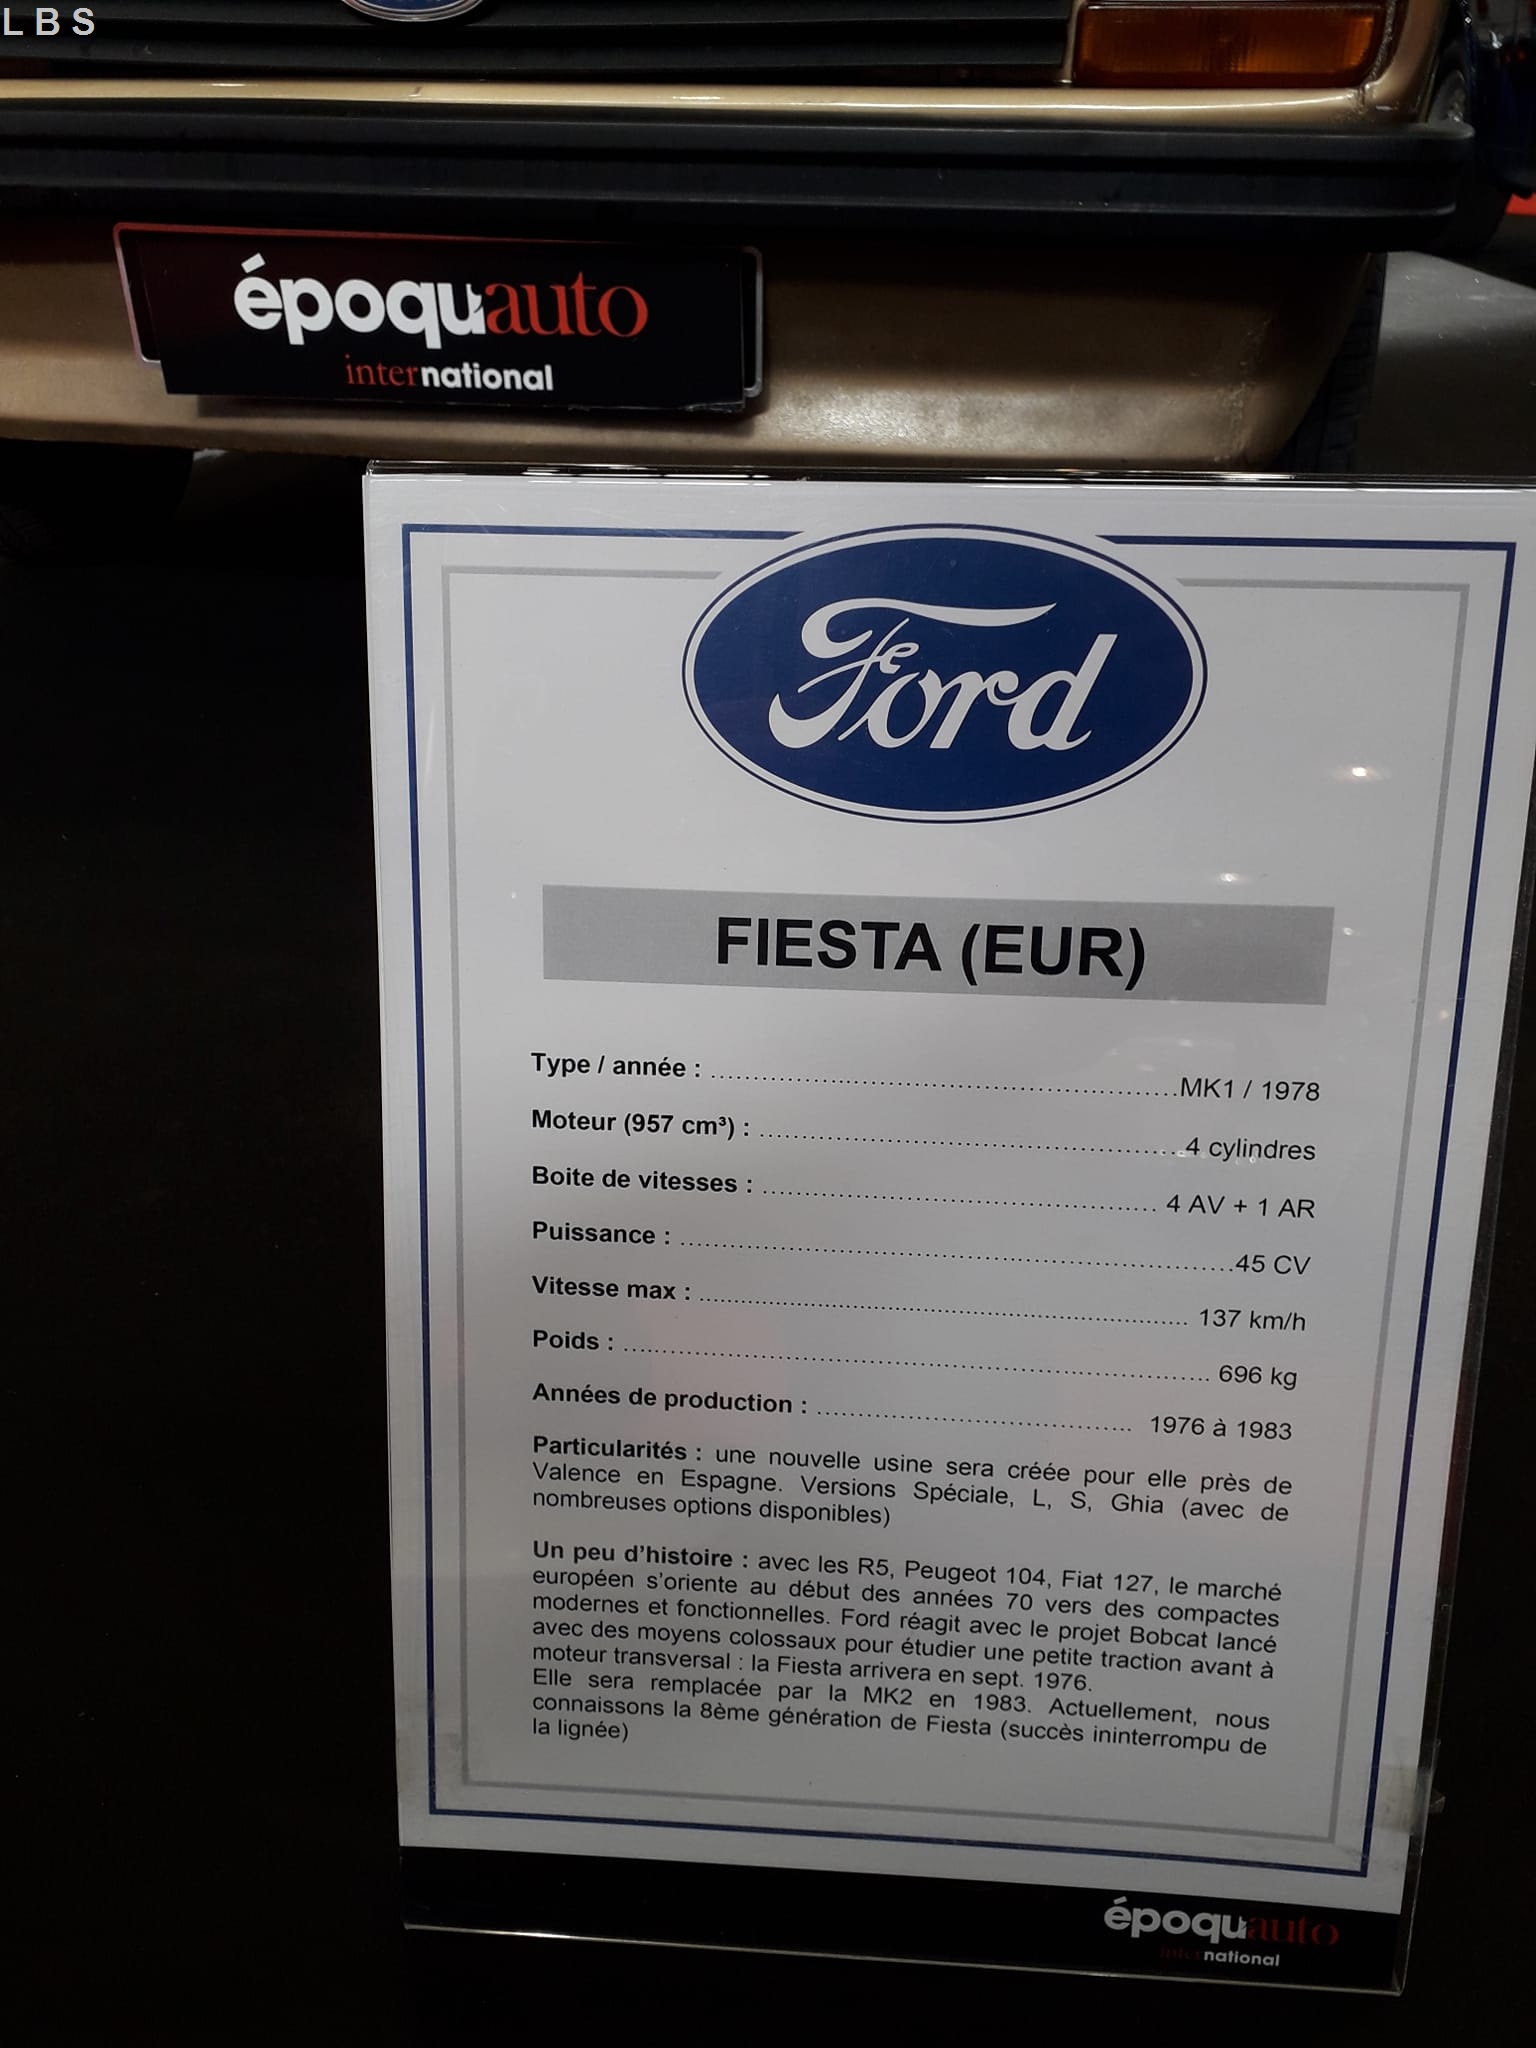 L B S
époquauto
international
Ford
FIESTA (EUR)
Type / année : ........................................................MK1 / 1978
Moteur (957 cm³) : ..................................................4 cylindres
Boite de vitesses : ............................................... 4 AV + 1 AR
Puissance : ..................................................................45 CV
Vitesse max : .......................................................... 137 km/h
Poids : ...................................................................... 696 kg
Années de production : ...................................... 1976 à 1983
Particularités : une nouvelle usine sera créée pour elle près de
Valence en Espagne. Versions Spéciale, L, S, Ghia (avec de
nombreuses options disponibles)
Un peu d’histoire : avec les R5, Peugeot 104, Fiat 127, le marché
européen s’oriente au début des années 70 vers des compactes
modernes et fonctionnelles. Ford réagit avec le projet Bobcat lancé
avec des moyens colossaux pour étudier une petite traction avant à
moteur transversal : la Fiesta arrivera en sept. 1976.
Elle sera remplacée par la MK2 en 1983. Actuellement, nous
connaissons la 8ème génération de Fiesta (succès ininterrompu de
la lignée)
époquauto
international